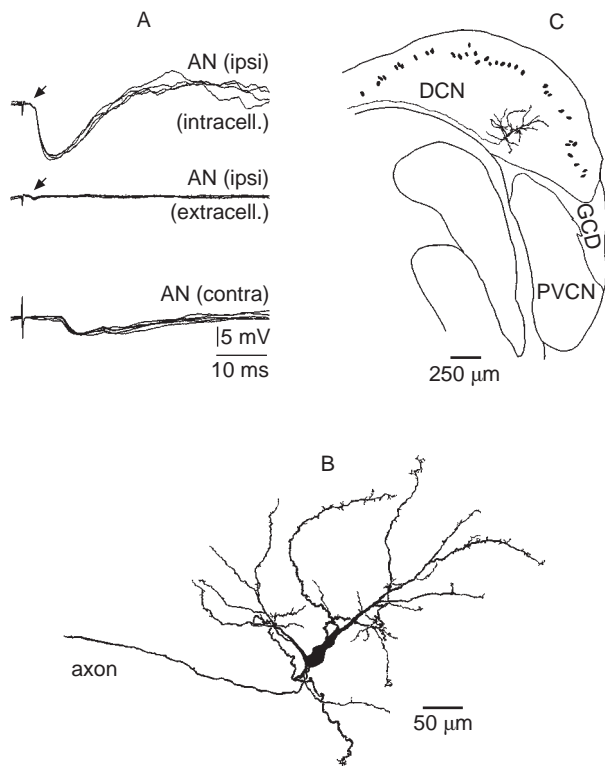 A
AN (ipsi)
(intracell.)
AN (ipsi)
(extracell.)
AN (contra)
5 mV
10 ms
C
DCN
GCD
PVCN
250 μm
B
axon
50 μm